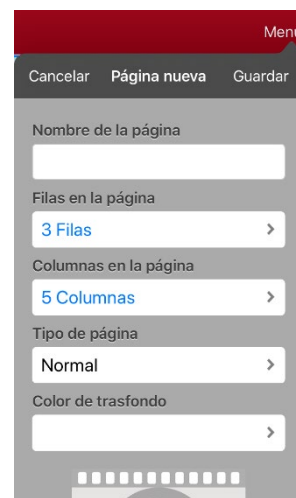 Menú
Cancelar Página nueva Guardar
Nombre de la página
Filas en la página
3 Filas
Columnas en la página
5 Columnas
Tipo de página
Normal
Color de trasfondo